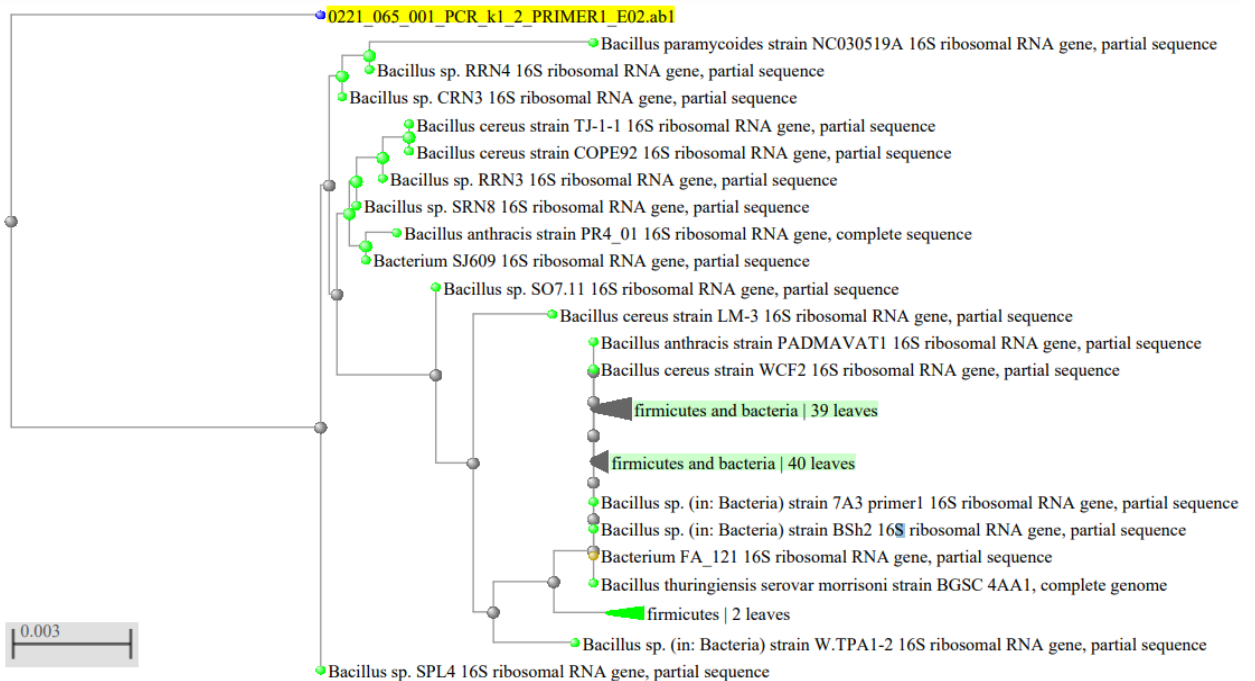 0221_065_001_PCR_k1_2_PRIMER1_E02.ab1
Bacillus paramycoides strain NC030519A 16S ribosomal RNA gene, partial sequence
Bacillus sp. RRN4 16S ribosomal RNA gene, partial sequence
Bacillus sp. CRN3 16S ribosomal RNA gene, partial sequence
Bacillus cereus strain TJ-1-1 16S ribosomal RNA gene, partial sequence
Bacillus cereus strain COPE92 16S ribosomal RNA gene, partial sequence
Bacillus sp. RRN3 16S ribosomal RNA gene, partial sequence
Bacillus sp. SRN8 16S ribosomal RNA gene, partial sequence
Bacillus anthracis strain PR4_01 16S ribosomal RNA gene, complete sequence
Bacterium SJ609 16S ribosomal RNA gene, partial sequence
Bacillus sp. SO7.11 16S ribosomal RNA gene, partial sequence
Bacillus cereus strain LM-3 16S ribosomal RNA gene, partial sequence
Bacillus anthracis strain PADMAVAT1 16S ribosomal RNA gene, partial sequence
Bacillus cereus strain WCF2 16S ribosomal RNA gene, partial sequence
firmicutes and bacteria | 39 leaves
firmicutes and bacteria | 40 leaves
Bacillus sp. (in: Bacteria) strain 7A3 primer1 16S ribosomal RNA gene, partial sequence
Bacillus sp. (in: Bacteria) strain BSh2 16S ribosomal RNA gene, partial sequence
Bacterium FA_121 16S ribosomal RNA gene, partial sequence
Bacillus thuringiensis serovar morrisoni strain BGSC 4AA1, complete genome
firmicutes | 2 leaves
Bacillus sp. (in: Bacteria) strain W.TPA1-2 16S ribosomal RNA gene, partial sequence
Bacillus sp. SPL4 16S ribosomal RNA gene, partial sequence
0.003